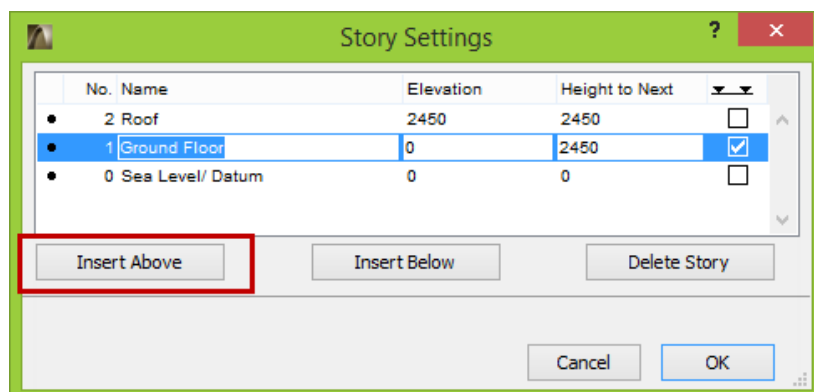 Story Settings
?
No. Name Elevation Height to Next
2 Roof 2450 2450
1 Ground Floor 0 2450
0 Sea Level/ Datum 0 0
Insert Above Insert Below Delete Story
Cancel OK